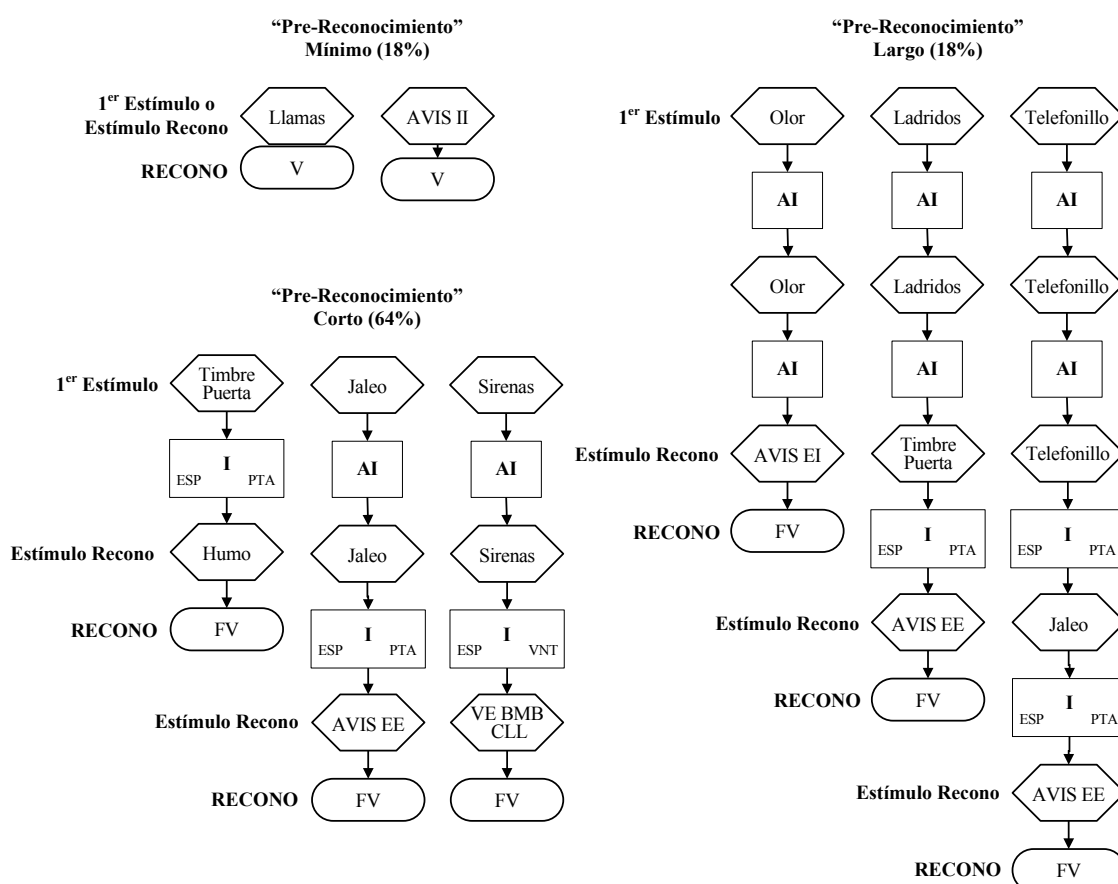 “Pre-Reconocimiento”
Mínimo (18%)
1er Estímulo o
Estímulo Recono
Llamas
AVIS II
RECONO
V
V
“Pre-Reconocimiento”
Corto (64%)
1er Estímulo
Timbre
Puerta
Jaleo
Sirenas
I
ESP PTA
AI
AI
Estímulo Recono
Humo
Jaleo
Sirenas
RECONO
FV
I
ESP PTA
I
ESP VNT
Estímulo Recono
AVIS EE
VE BMB
CLL
RECONO
FV
FV
“Pre-Reconocimiento”
Largo (18%)
1er Estímulo
Olor
Ladridos
Telefonillo
AI
AI
AI
Olor
Ladridos
Telefonillo
AI
AI
AI
Estímulo Recono
AVIS EI
Timbre
Puerta
Telefonillo
RECONO
FV
I
ESP PTA
I
ESP PTA
Estímulo Recono
AVIS EE
Jaleo
RECONO
FV
I
ESP PTA
Estímulo Recono
AVIS EE
RECONO
FV